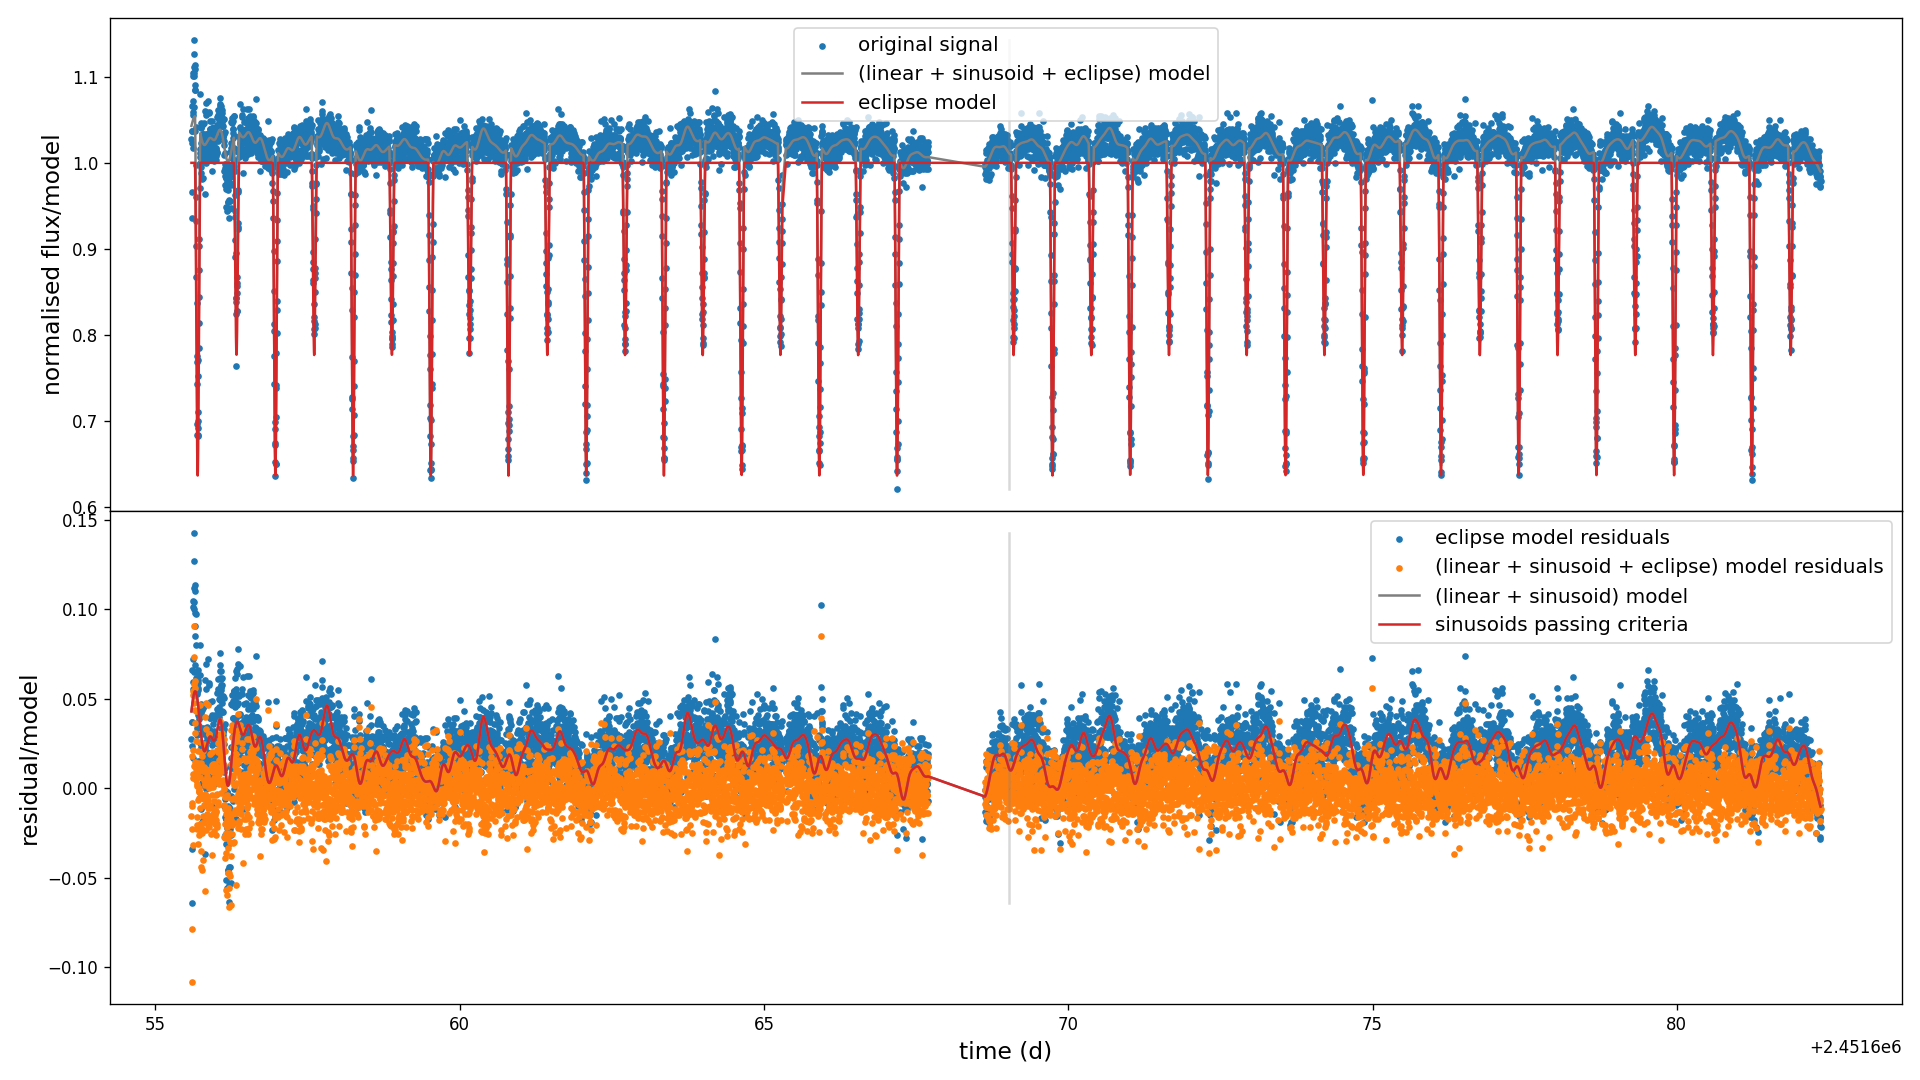 original signal
(linear + sinusoid + eclipse) model
eclipse model
normalised flux/model
1.1
1.0
0.9
0.8
0.7
0.6
eclipse model residuals
(linear + sinusoid + eclipse) model residuals
(linear + sinusoid) model
sinusoids passing criteria
residual/model
0.15
0.10
0.05
0.00
−0.05
−0.10
55
60
65
70
75
80
time (d)
+2.4516e6